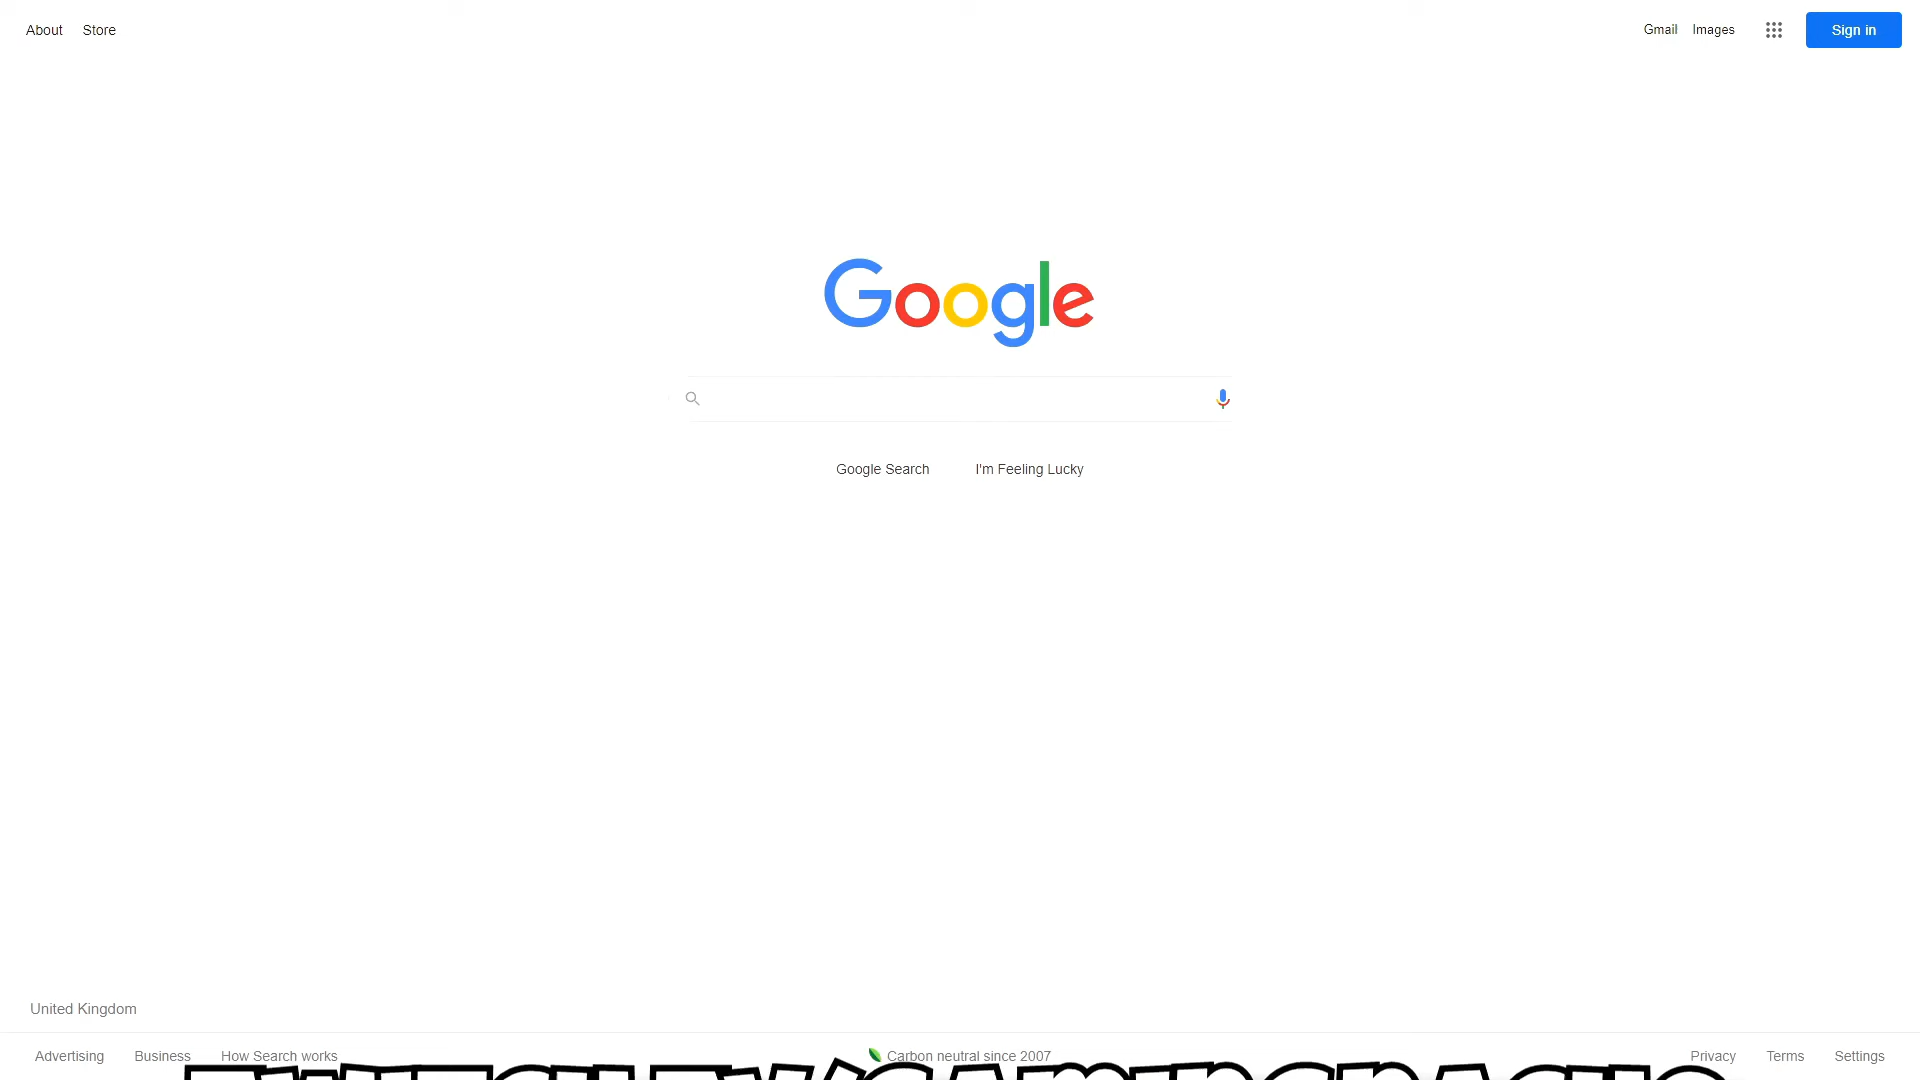 About Store
Gmail Images Sign in
Google
Google Search I'm Feeling Lucky
United Kingdom
Advertising Business How Search works
Carbon neutral since 2007
Privacy Terms Settings